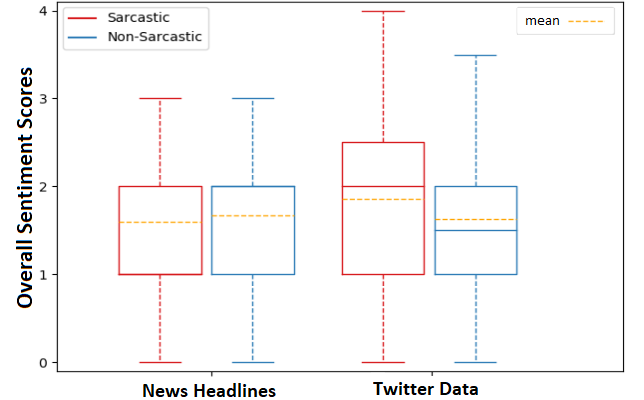 Sarcastic
Non-Sarcastic
mean
Overall Sentiment Scores
4
3
2
1
0
News Headlines
Twitter Data